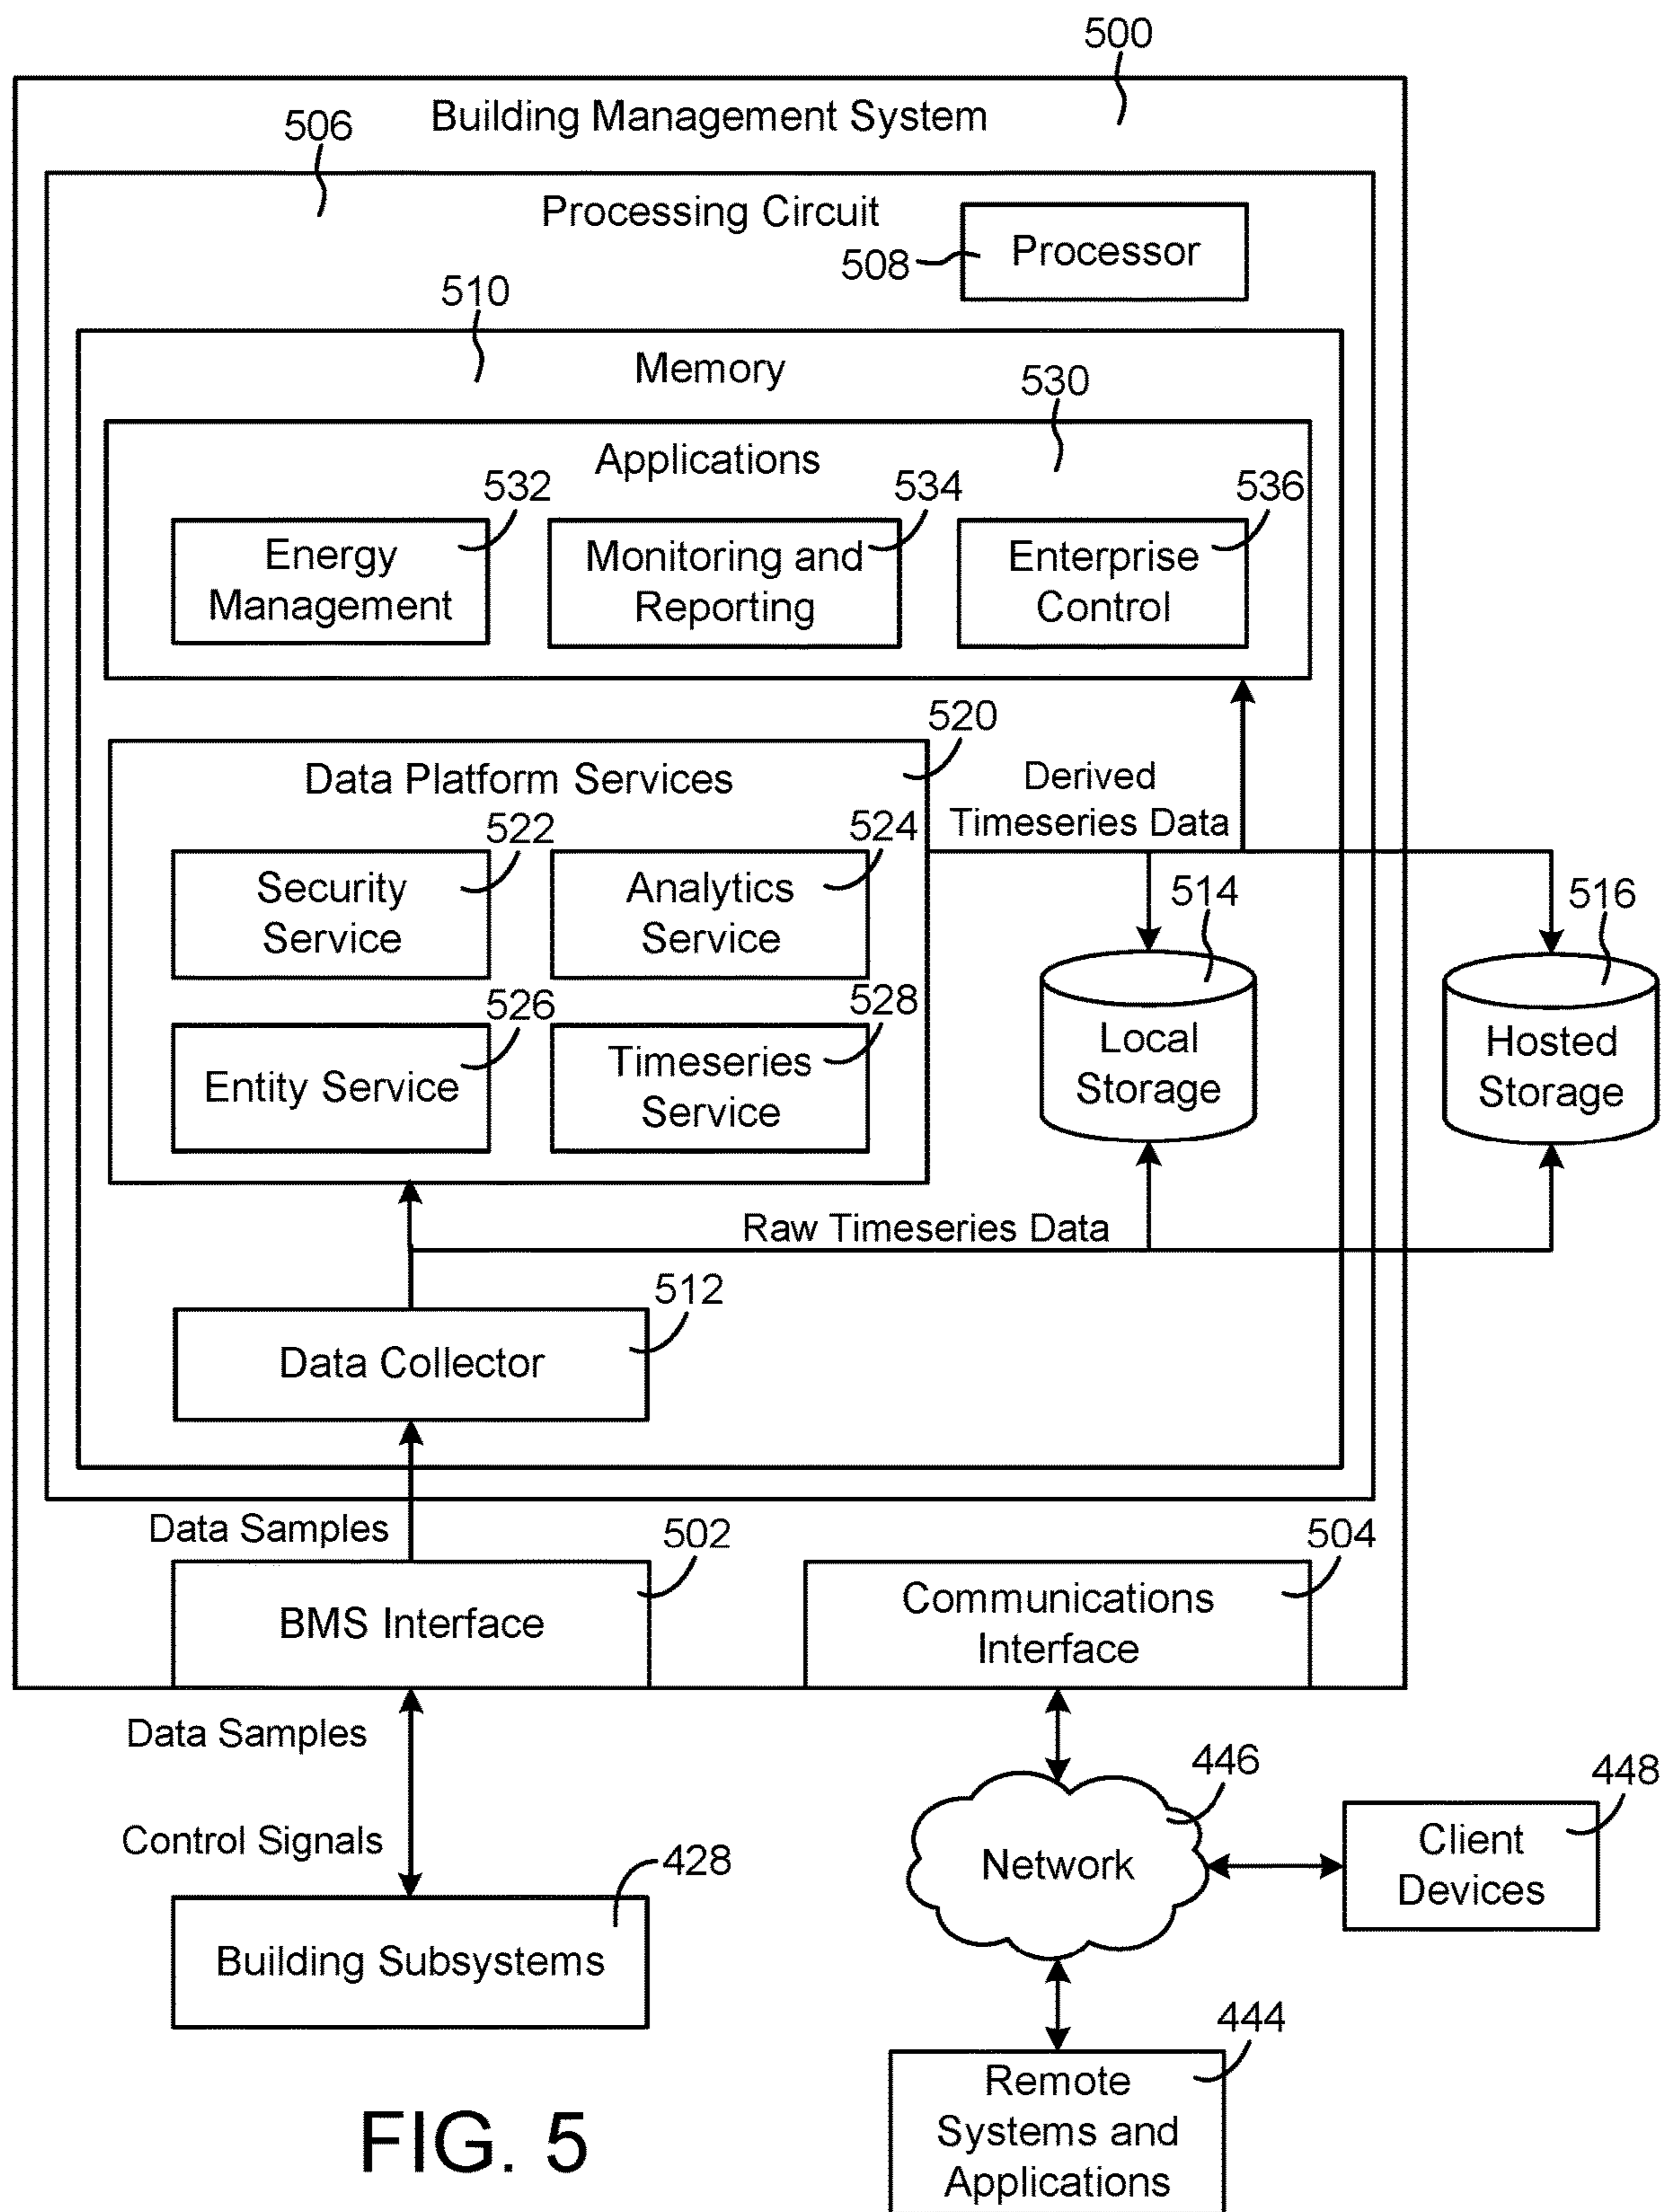 500
Building Management System
506
Processing Circuit
508
Processor
510
Memory
530
Applications
532
534
536
Energy
Management
Monitoring and
Reporting
Enterprise
Control
520
Data Platform Services
Derived
Timeseries Data
522
524
Security
Service
Analytics
Service
514
516
526
528
Entity Service
Timeseries
Service
Local
Storage
Hosted
Storage
Raw Timeseries Data
512
Data Collector
Data Samples
502
504
BMS Interface
Communications
Interface
Data Samples
Control Signals
446
448
Network
Client
Devices
428
Building Subsystems
444
Remote
Systems and
Applications
FIG. 5